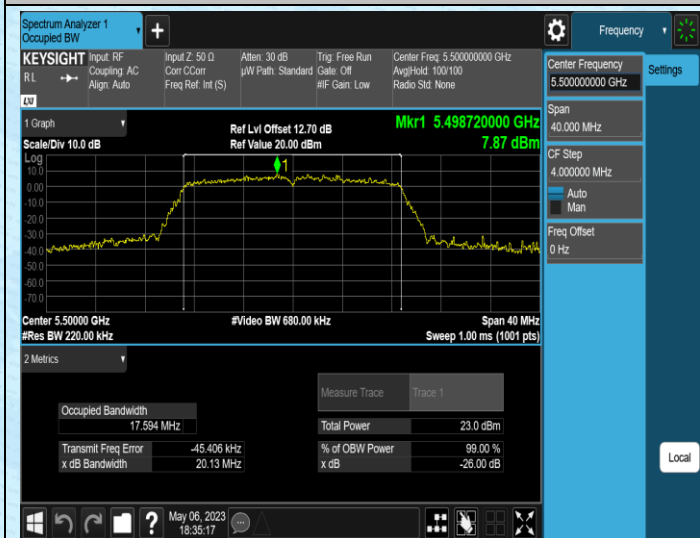 Spectrum Analyzer 1
Occupied BW
Frequency
KEYSIGHT
RL
LXI
Input: RF
Coupling: AC
Align: Auto
Input Z: 50 Ω
Corr CCorr
Freq Ref: Int (S)
Atten: 30 dB
µW Path: Standard
Trig: Free Run
Gate: Off
#IF Gain: Low
Center Freq: 5.500000000 GHz
Avg|Hold: 100/100
Radio Std: None
Center Frequency
5.500000000 GHz
Settings
Span
40.000 MHz
CF Step
4.000000 MHz
Auto
Man
Freq Offset
0 Hz
Local
1 Graph
Scale/Div 10.0 dB
Ref Lvl Offset 12.70 dB
Ref Value 20.00 dBm
Mkr1 5.498720000 GHz
7.87 dBm
Log
10.0
0.00
-10.0
-20.0
-30.0
-40.0
-50.0
-60.0
-70.0
1
Center 5.50000 GHz
#Video BW 680.00 kHz
Span 40 MHz
#Res BW 220.00 kHz
Sweep 1.00 ms (1001 pts)
2 Metrics
Measure Trace
Trace 1
Occupied Bandwidth
17.594 MHz
Total Power 23.0 dBm
Transmit Freq Error -45.406 kHz
% of OBW Power 99.00 %
x dB Bandwidth 20.13 MHz
x dB -26.00 dB
?
May 06, 2023
18:35:17